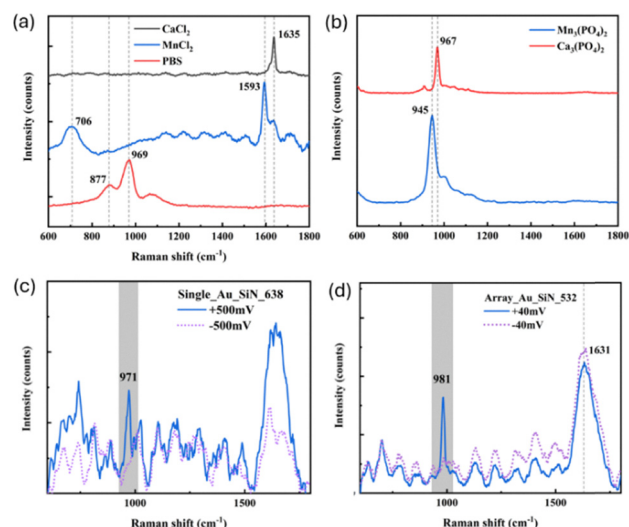 (a)
CaCl₂
MnCl₂
PBS
1635
1593
706
877
969
Intensity (counts)
600 800 1000 1200 1400 1600 1800
Raman shift (cm⁻¹)
(b)
Mn₃(PO₄)₂
Ca₃(PO₄)₂
967
945
Intensity (counts)
600 800 1000 1200 1400 1600 1800
Raman shift (cm⁻¹)
(c)
Single_Au_SiN_638
+500mV
-500mV
971
Intensity (counts)
1000 1500
Raman shift (cm⁻¹)
(d)
Array_Au_SiN_532
+40mV
-40mV
1631
981
Intensity (counts)
1000 1500
Raman shift (cm⁻¹)